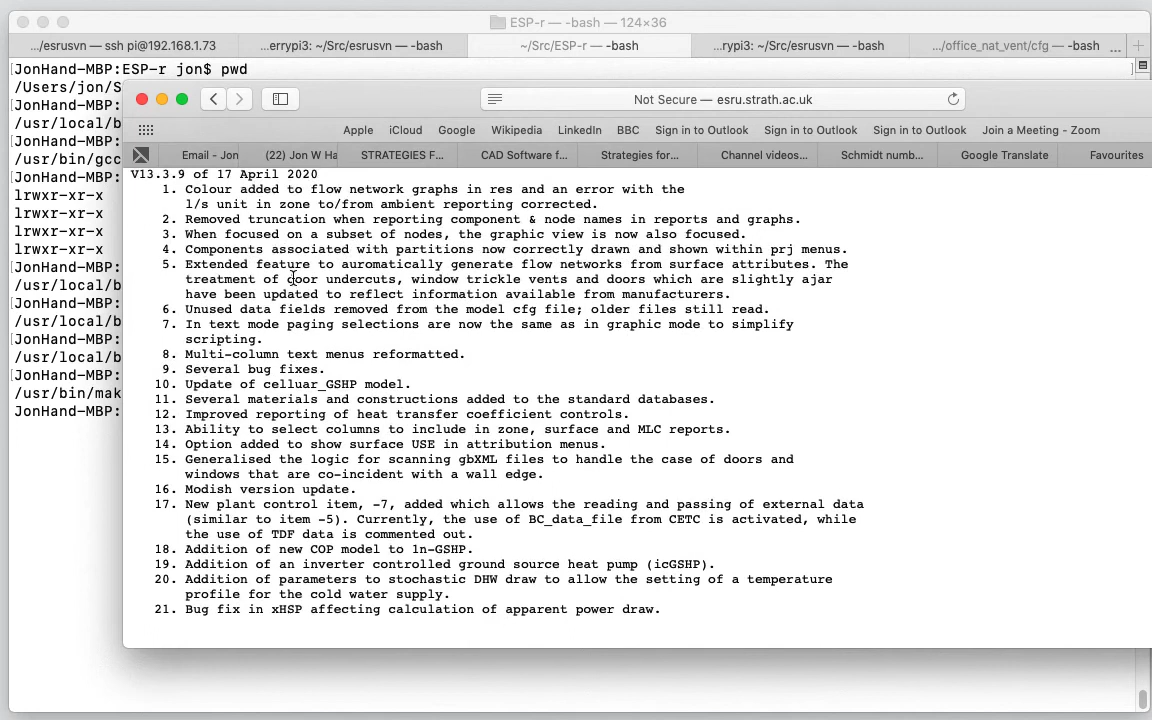 ESP-r — -bash — 124×36
.../esrusvn — ssh pi@192.168.1.73
...errypi3: ~/Src/esrusvn — -bash
~/Src/ESP-r — -bash
...rrypi3: ~/Src/esrusvn — -bash
.../office_nat_vent/cfg — -bash
...
[JonHand-MBP:ESP-r jon$ pwd ]
/Users/jon/S
[JonHand-MBP:
/usr/local/b
[JonHand-MBP:
/usr/bin/gcc
[JonHand-MBP:
lrwxr-xr-x
lrwxr-xr-x
lrwxr-xr-x
lrwxr-xr-x
[JonHand-MBP:
/usr/local/b
[JonHand-MBP:
/usr/local/b
[JonHand-MBP:
/usr/local/b
[JonHand-MBP:
/usr/bin/mak
JonHand-MBP:
Not Secure — esru.strath.ac.uk
Apple iCloud Google Wikipedia LinkedIn BBC Sign in to Outlook Sign in to Outlook Sign in to Outlook Join a Meeting - Zoom
Email - Jon (22) Jon W Ha STRATEGIES F... CAD Software f... Strategies for... Channel videos... Schmidt numb... Google Translate Favourites
V13.3.9 of 17 April 2020
1. Colour added to flow network graphs in res and an error with the
l/s unit in zone to/from ambient reporting corrected.
2. Removed truncation when reporting component & node names in reports and graphs.
3. When focused on a subset of nodes, the graphic view is now also focused.
4. Components associated with partitions now correctly drawn and shown within prj menus.
5. Extended feature to auromatically generate flow networks from surface attributes. The
treatment of door undercuts, window trickle vents and doors which are slightly ajar
have been updated to reflect information available from manufacturers.
6. Unused data fields removed from the model cfg file; older files still read.
7. In text mode paging selections are now the same as in graphic mode to simplify
scripting.
8. Multi-column text menus reformatted.
9. Several bug fixes.
10. Update of celluar_GSHP model.
11. Several materials and constructions added to the standard databases.
12. Improved reporting of heat transfer coefficient controls.
13. Ability to select columns to include in zone, surface and MLC reports.
14. Option added to show surface USE in attribution menus.
15. Generalised the logic for scanning gbXML files to handle the case of doors and
windows that are co-incident with a wall edge.
16. Modish version update.
17. New plant control item, -7, added which allows the reading and passing of external data
(similar to item -5). Currently, the use of BC_data_file from CETC is activated, while
the use of TDF data is commented out.
18. Addition of new COP model to 1n-GSHP.
19. Addition of an inverter controlled ground source heat pump (icGSHP).
20. Addition of parameters to stochastic DHW draw to allow the setting of a temperature
profile for the cold water supply.
21. Bug fix in xHSP affecting calculation of apparent power draw.